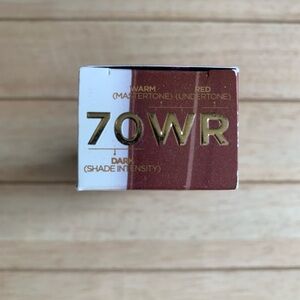 WARM RED
(MASTERTONE) (UNDERTONE)
70WR
DARK
(SHADE INTENSITY)